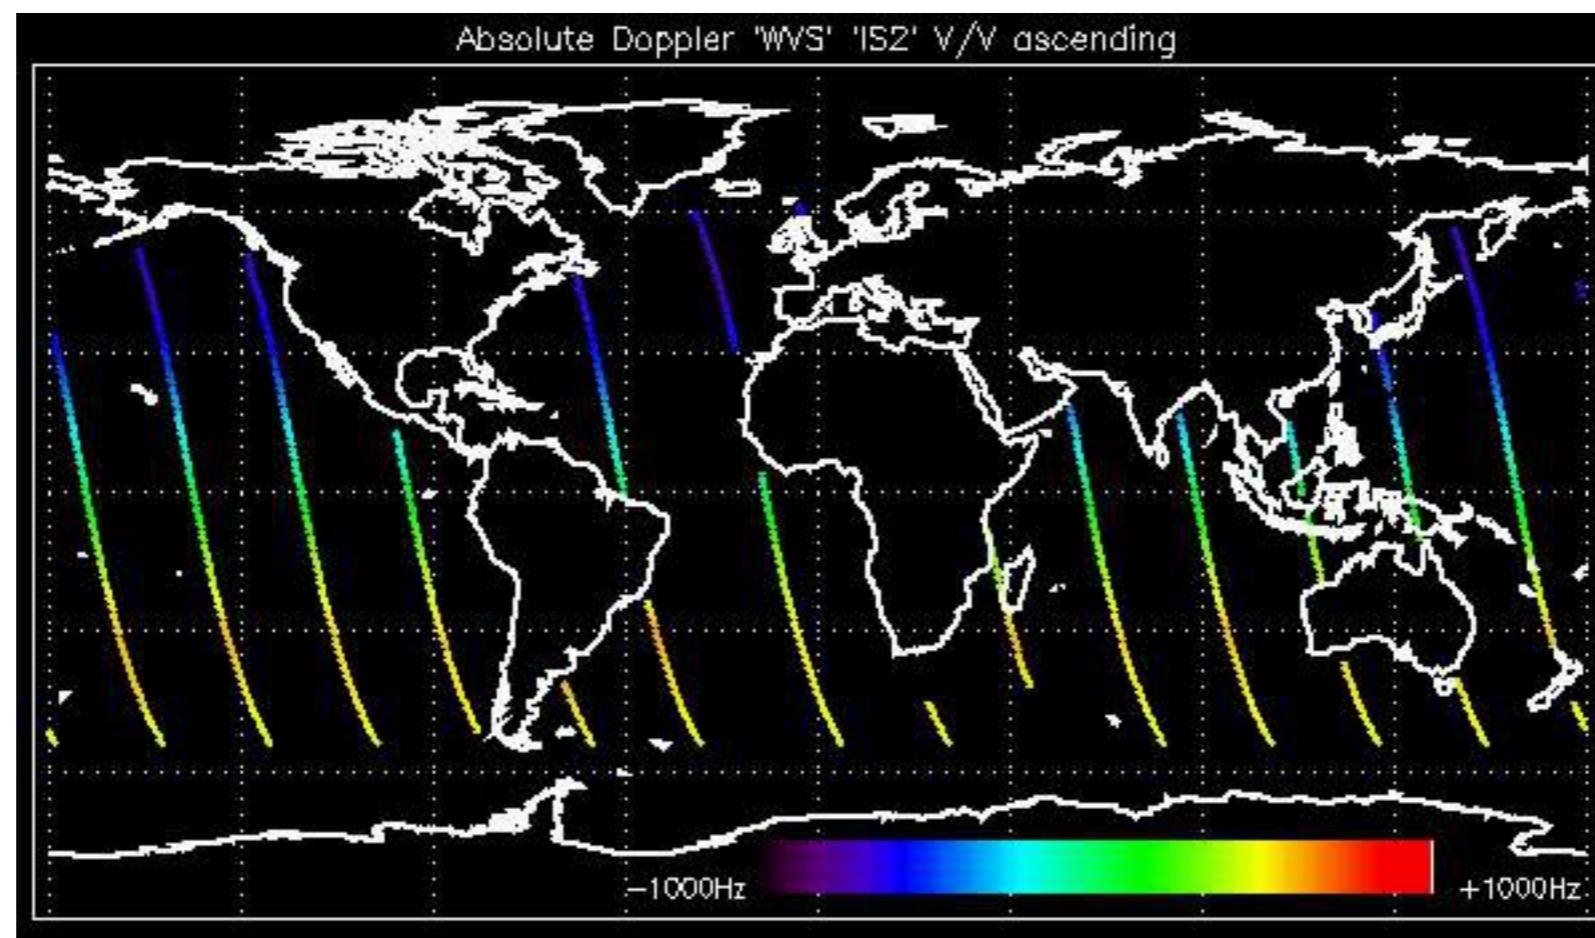 Absolute Doppler 'WVS' 'IS2' V/V ascending
−1000Hz +1000Hz